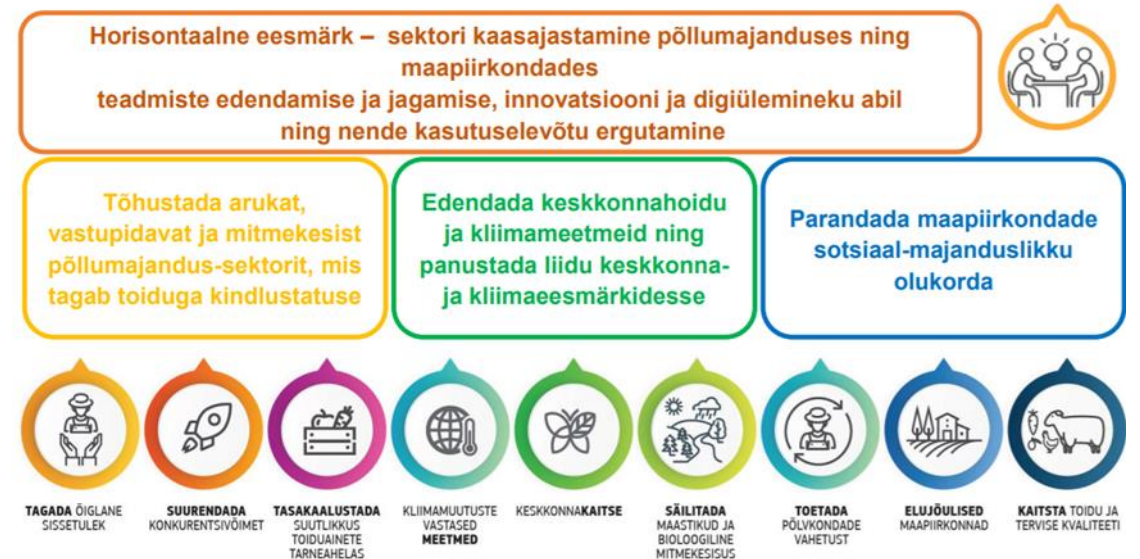 Horisontaalne eesmärk – sektori kaasajastamine põllumajanduses ning
maapiirkondades
teadmiste edendamise ja jagamise, innovatsiooni ja digiülemineku abil
ning nende kasutuselevõtu ergutamine
Tõhustada arukat,
vastupidavat ja mitmekesist
põllumajandus-sektorit, mis
tagab toiduga kindlustatuse
Edendada keskkonnahoidu
ja kliimameetmeid ning
panustada liidu keskkonna-
ja kliimaeesmärkidesse
Parandada maapiirkondade
sotsiaal-majanduslikku
olukorda
TAGADA ÕIGLANE
SISSETULEK
SUURENDADA
KONKURENTSIVÕIMET
TASAKAALUSTADA
SUUTLIKKUS
TOIDUAINETE
TARNEAHELAS
KLIIMAMUUTUSTE
VASTASED
MEETMED
KESKKONNAKAITSE
SÄILITADA
MAASTIKUD JA
BIOLOOGILINE
MITMEKESISUS
TOETADA
PÕLVKONDADE
VAHETUST
ELUJÕULISED
MAAPIIRKONNAD
KAITSTA TOIDU JA
TERVISE KVALITEETI